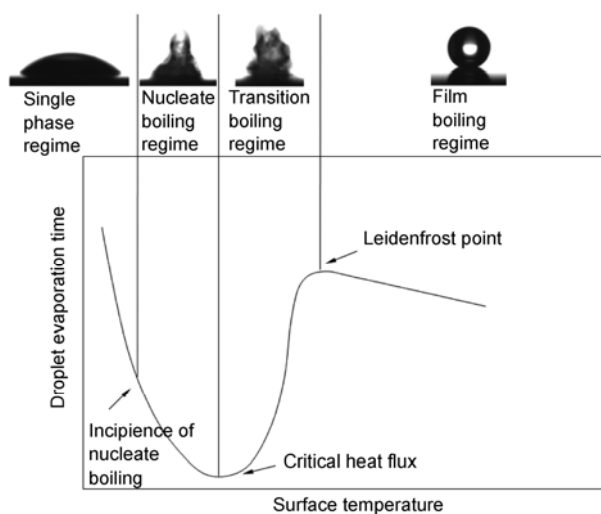 Single
phase
regime
Nucleate
boiling
regime
Transition
boiling
regime
Film
boiling
regime
Droplet evaporation time
Leidenfrost point
Incipience of
nucleate
boiling
Critical heat flux
Surface temperature